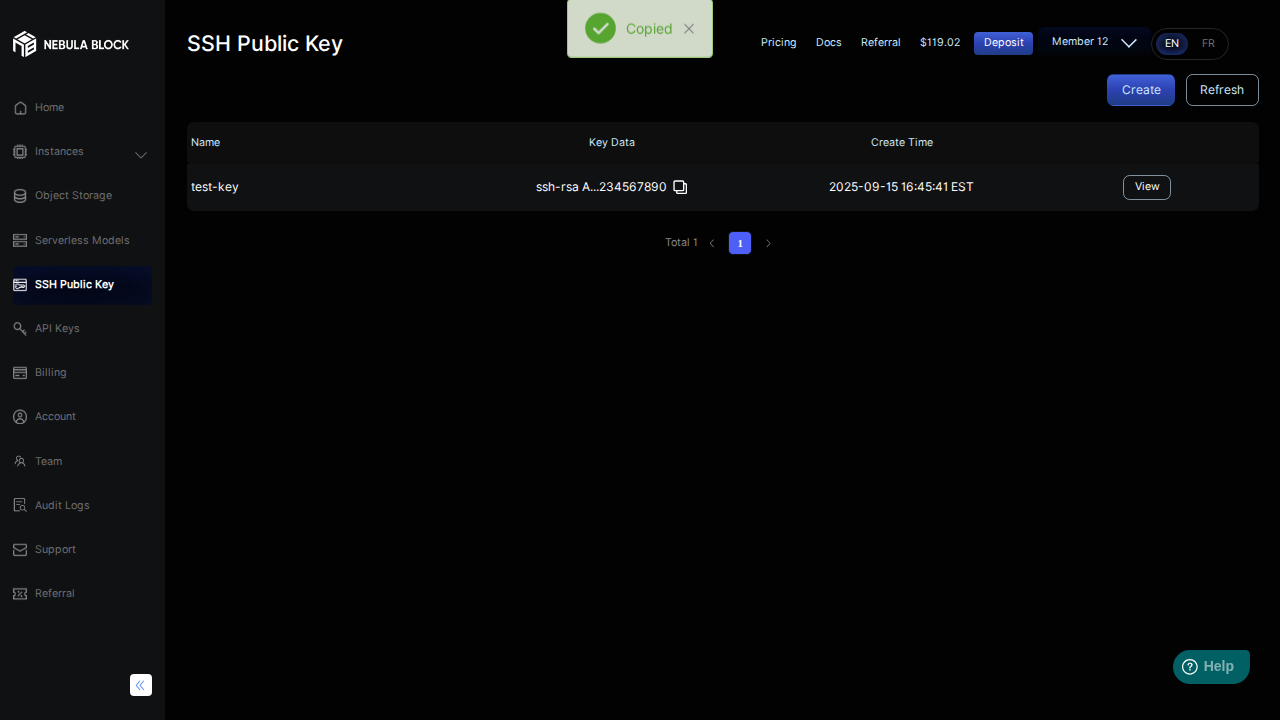 NEBULA BLOCK
SSH Public Key
Copied
Pricing
Docs
Referral
$119.02
Deposit
Member 12
EN
FR
Create
Refresh
Home
Instances
Object Storage
Serverless Models
SSH Public Key
API Keys
Billing
Account
Team
Audit Logs
Support
Referral
Name
Key Data
Create Time
test-key
ssh-rsa A...234567890
2025-09-15 16:45:41 EST
View
Total 1
1
Help